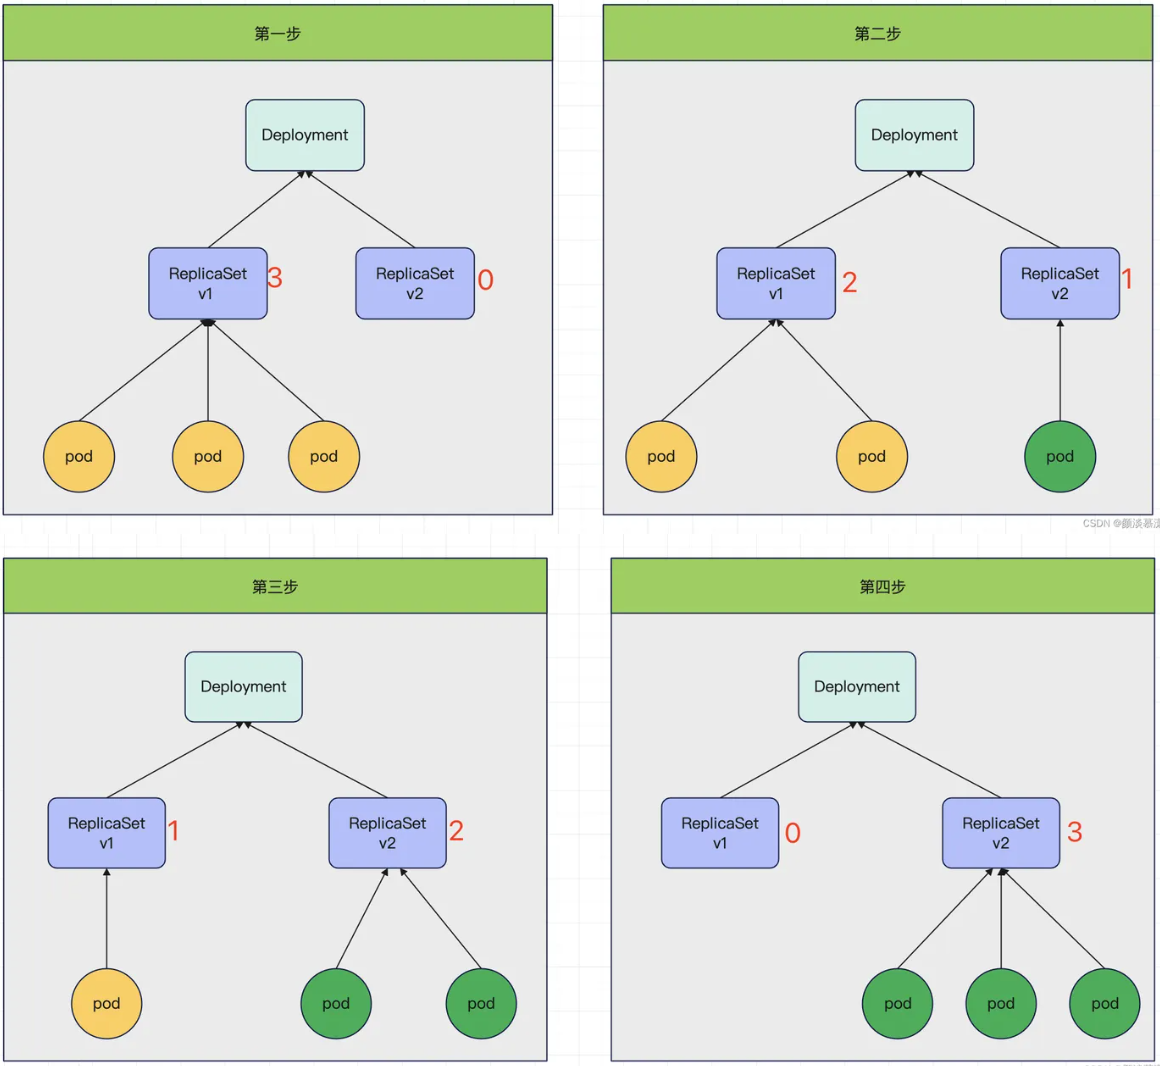 第一步
Deployment
ReplicaSet
v1
3
ReplicaSet
v2
0
pod
pod
pod
第二步
Deployment
ReplicaSet
v1
2
ReplicaSet
v2
1
pod
pod
pod
CSDN
第三步
Deployment
ReplicaSet
v1
1
ReplicaSet
v2
2
pod
pod
pod
第四步
Deployment
ReplicaSet
v1
0
ReplicaSet
v2
3
pod
pod
pod